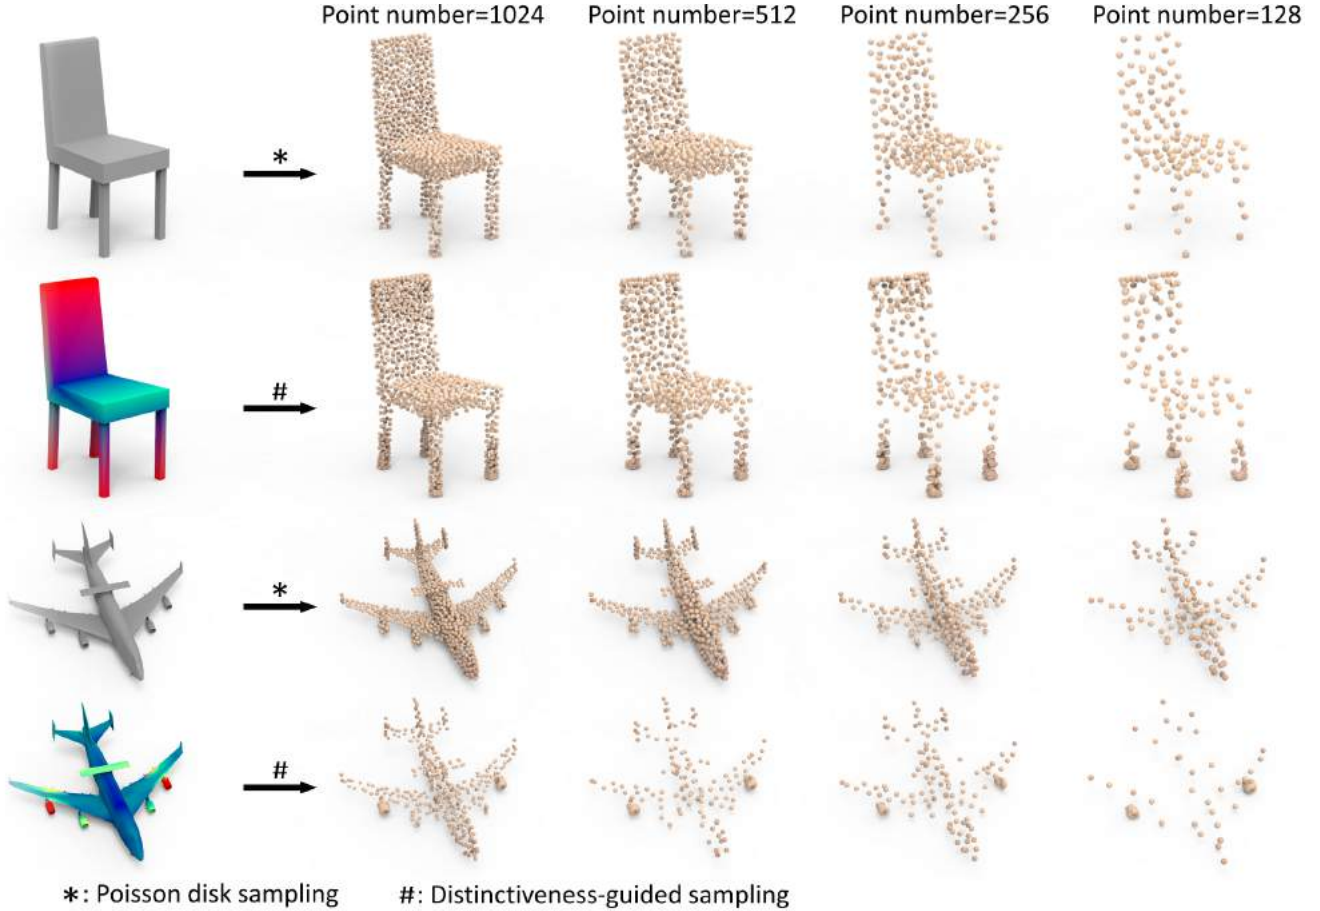 Point number=1024 Point number=512 Point number=256 Point number=128
*
#
*
#
*: Poisson disk sampling #: Distinctiveness-guided sampling